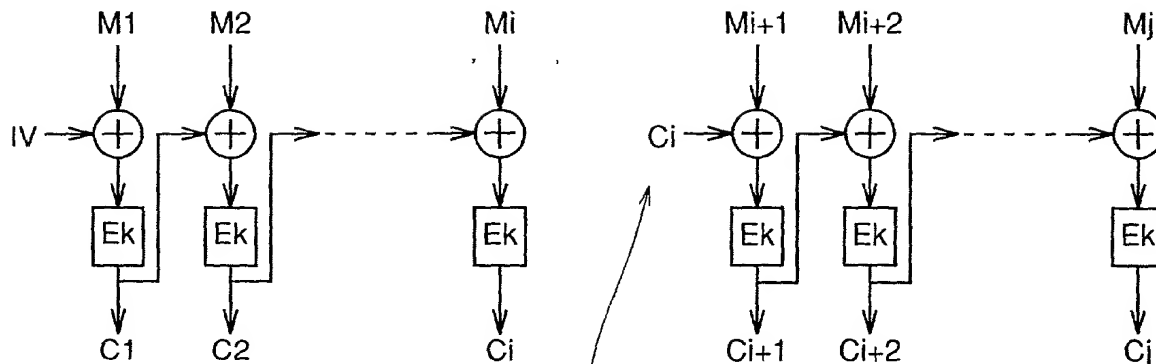 M1 M2 Mi Mi+1 Mi+2 Mj
IV Ci
Ek Ek Ek Ek Ek Ek
C1 C2 Ci Ci+1 Ci+2 Cj